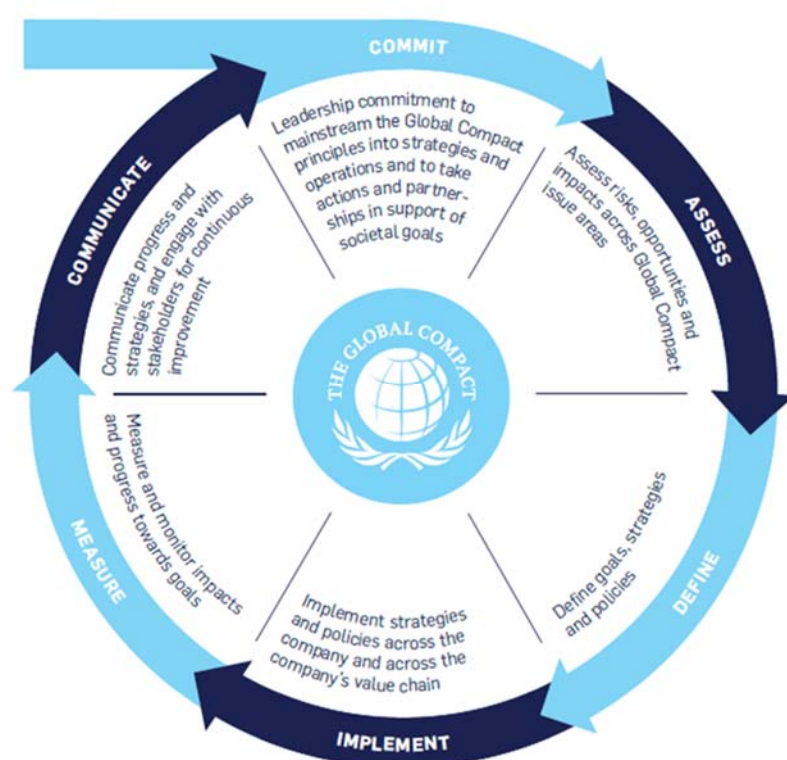 COMMIT
Leadership commitment to
mainstream the Global Compact
principles into strategies and
operations and to take
actions and partner-
ships in support of
societal goals
ASSESS
Assess risks, opportunties and
impacts across Global Compact
issue areas
DEFINE
Define goals, strategies
and policies
IMPLEMENT
Implement strategies
and policies across the
company and across the
company's value chain
MEASURE
Measure and monitor impacts
and progress towards goals
COMMUNICATE
Communicate progress and
strategies, and engage with
stakeholders for continuous
improvement
THE GLOBAL COMPACT